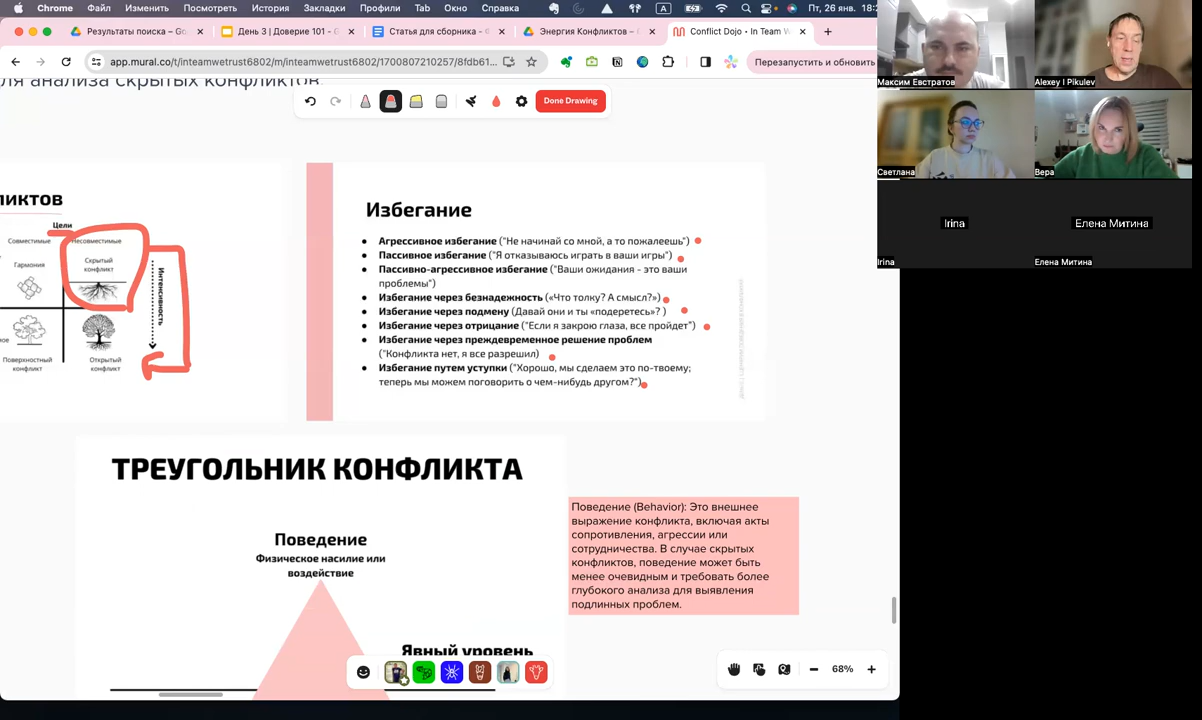 Chrome Файл Изменить Посмотреть История Закладки Профили Tab Окно Справка A Пт, 26 янв. 18:2
Результаты поиска – Go
День 3 | Доверие 101 - G
Статья для сборника - G
Энергия Конфликтов – G
Conflict Dojo • In Team W
app.mural.co/t/inteamwetrust6802/m/inteamwetrust6802/1700807210257/8fdb61...
Перезапустить и обновить
ля анализа скрытых конфликтов.
Done Drawing
ликтов
Цели
Совместимые
Несовместимые
Гармония
Скрытый
конфликт
Интенсивность
ное
Поверхностный
конфликт
Открытый
конфликт
Избегание
Агрессивное избегание ("Не начинай со мной, а то пожалеешь")
Пассивное избегание ("Я отказываюсь играть в ваши игры")
Пассивно-агрессивное избегание ("Ваши ожидания - это ваши
проблемы")
Избегание через безнадежность («Что толку? А смысл?»)
Избегание через подмену (Давай они и ты «подеретесь»? )
Избегание через отрицание ("Если я закрою глаза, все пройдет")
Избегание через преждевременное решение проблем
("Конфликта нет, я все разрешил)
Избегание путем уступки ("Хорошо, мы сделаем это по-твоему;
теперь мы можем поговорить о чем-нибудь другом?")
ТРЕУГОЛЬНИК КОНФЛИКТА
Поведение
Физическое насилие или
воздействие
Явный уровень
Поведение (Behavior): Это внешнее
выражение конфликта, включая акты
сопротивления, агрессии или
сотрудничества. В случае скрытых
конфликтов, поведение может быть
менее очевидным и требовать более
глубокого анализа для выявления
подлинных проблем.
68%
Максим Евстратов
Alexey I Pikulev
Светлана
Вера
Irina
Елена Митина
Irina
Елена Митина